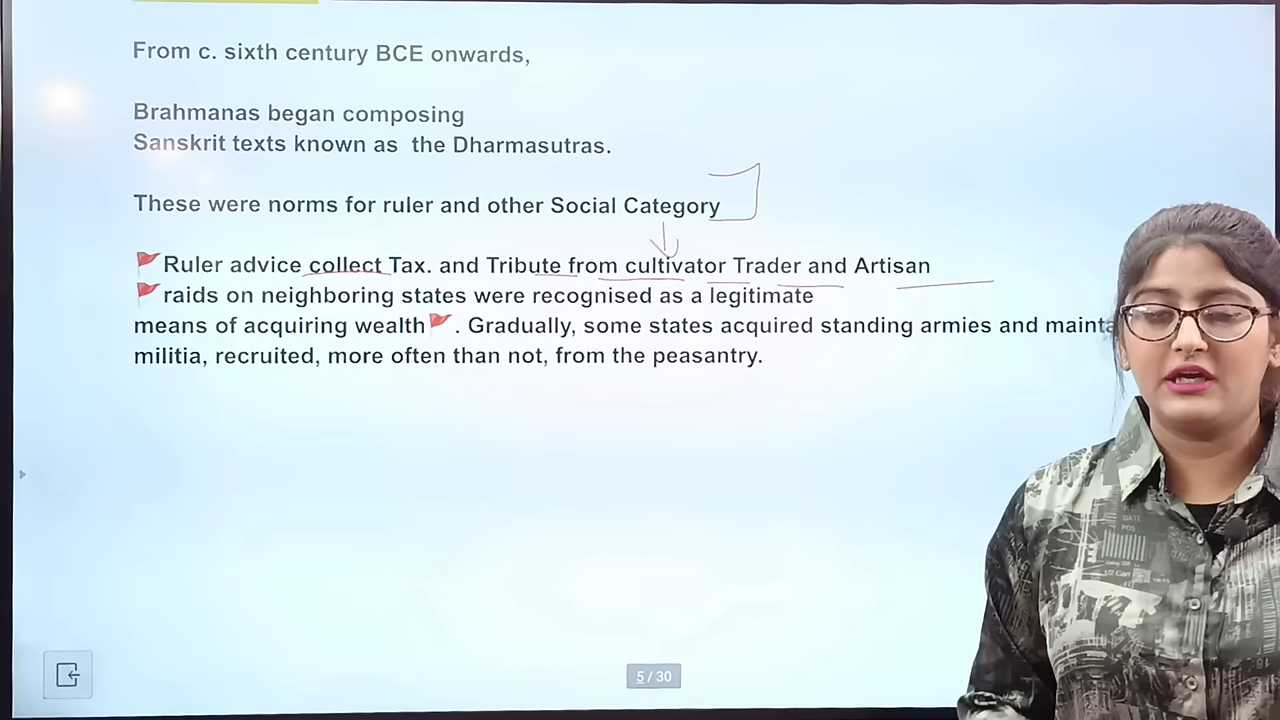 From c. sixth century BCE onwards,
Brahmanas began composing
Sanskrit texts known as the Dharmasutras.
These were norms for ruler and other Social Category
🚩Ruler advice collect Tax. and Tribute from cultivator Trader and Artisan
🚩raids on neighboring states were recognised as a legitimate
means of acquiring wealth🚩. Gradually, some states acquired standing armies and
militia, recruited, more often than not, from the peasantry.
5 / 30